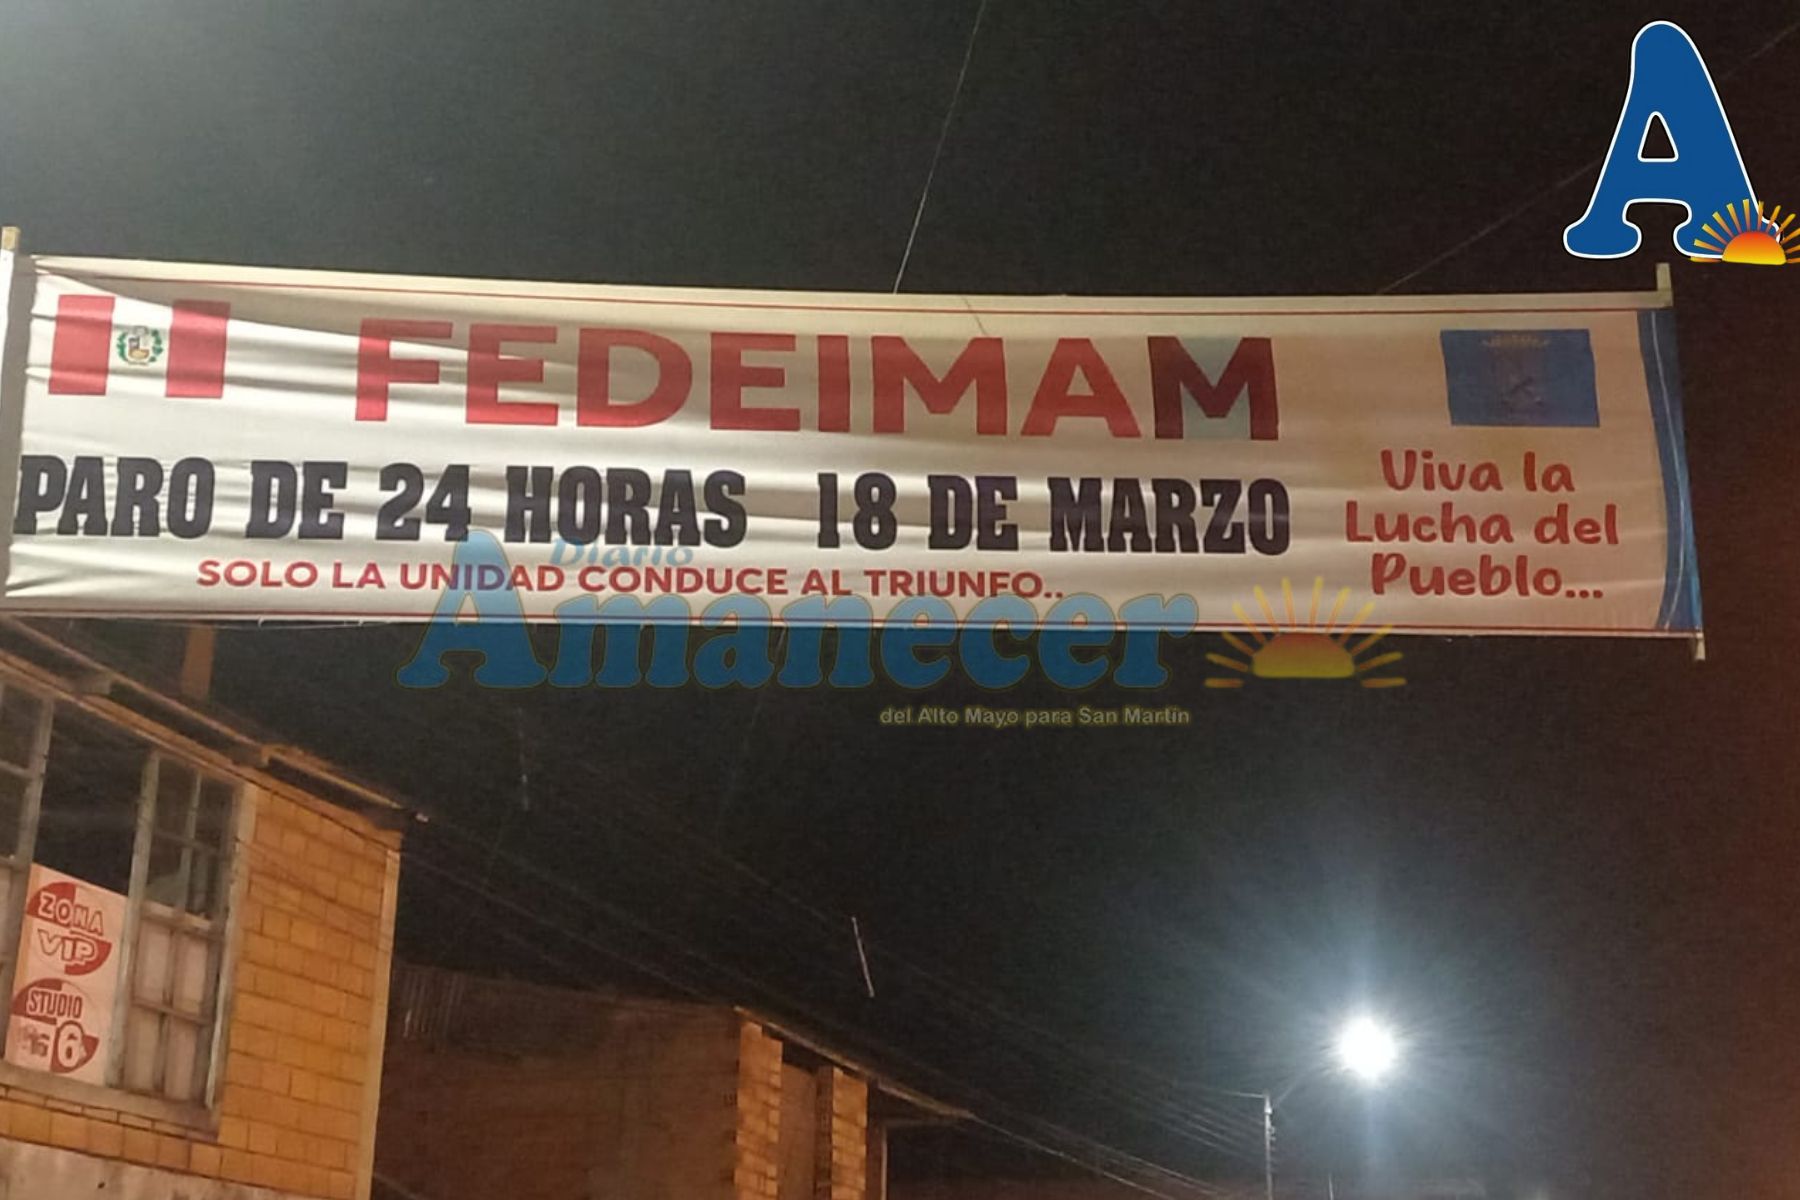 A
FEDEIMAM
PARO DE 24 HORAS 18 DE MARZO
SOLO LA UNIDAD CONDUCE AL TRIUNFO..
Viva la
Lucha del
Pueblo...
Diario
Amanecer
del Alto Mayo para San Martín
ZONA
VIP
STUDIO
6